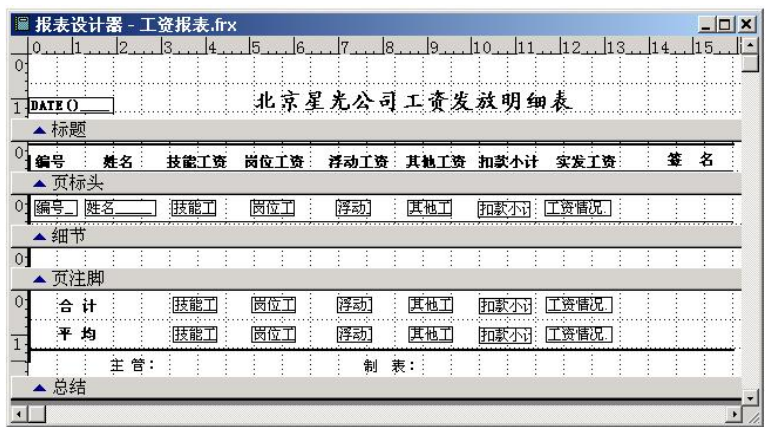 报表设计器 - 工资报表.frx
0 1 2 3 4 5 6 7 8 9 10 11 12 13 14 15
0
1 DATE() 北京星光公司工资发放明细表
标题
0 编号 姓名 技能工资 岗位工资 浮动工资 其他工资 扣款小计 实发工资 签 名
页标头
0 编号 姓名 技能工 岗位工 浮动 其他工 扣款小计 工资情况.
细节
0
页注脚
0 合 计 技能工 岗位工 浮动 其他工 扣款小计 工资情况.
1 平 均 技能工 岗位工 浮动 其他工 扣款小计 工资情况.
主 管: 制 表:
总结